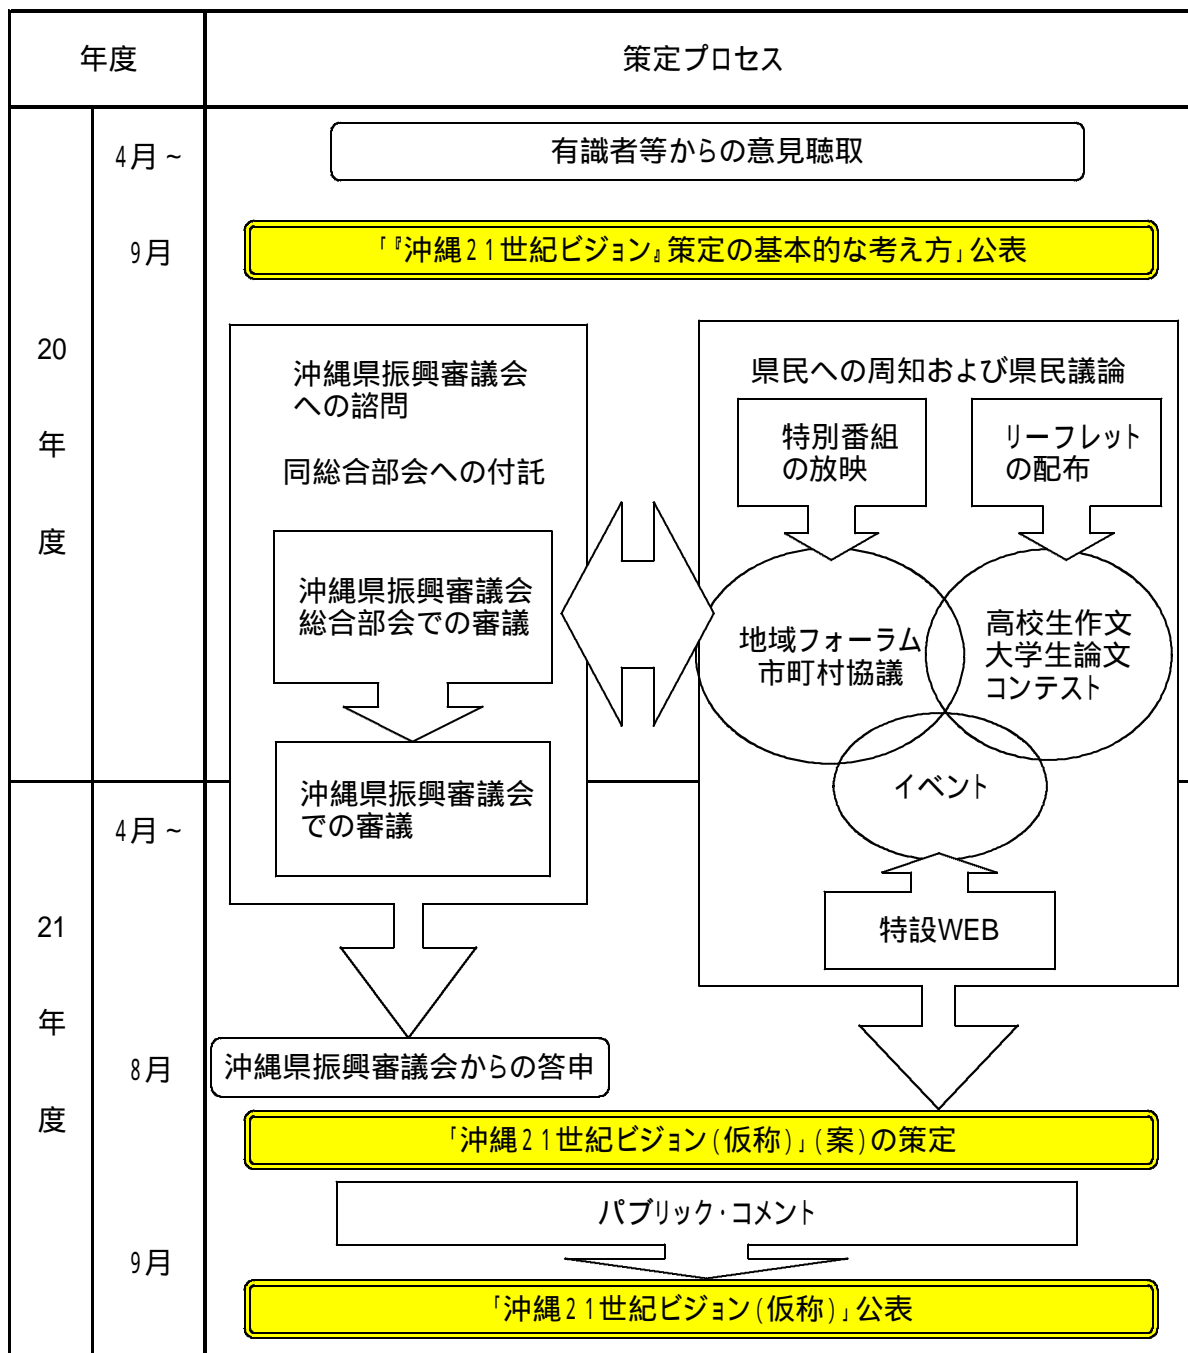 年度
策定プロセス
20
年
度
4月～
有識者等からの意見聴取
9月
「『沖縄21世紀ビジョン』策定の基本的な考え方」公表
沖縄県振興審議会
への諮問
同総合部会への付託
沖縄県振興審議会
総合部会での審議
沖縄県振興審議会
での審議
県民への周知および県民議論
特別番組
の放映
リーフレット
の配布
地域フォーラム
市町村協議
高校生作文
大学生論文
コンテスト
イベント
特設WEB
21
年
度
4月～
8月
沖縄県振興審議会からの答申
「沖縄21世紀ビジョン(仮称)」(案)の策定
パブリック・コメント
9月
「沖縄21世紀ビジョン(仮称)」公表